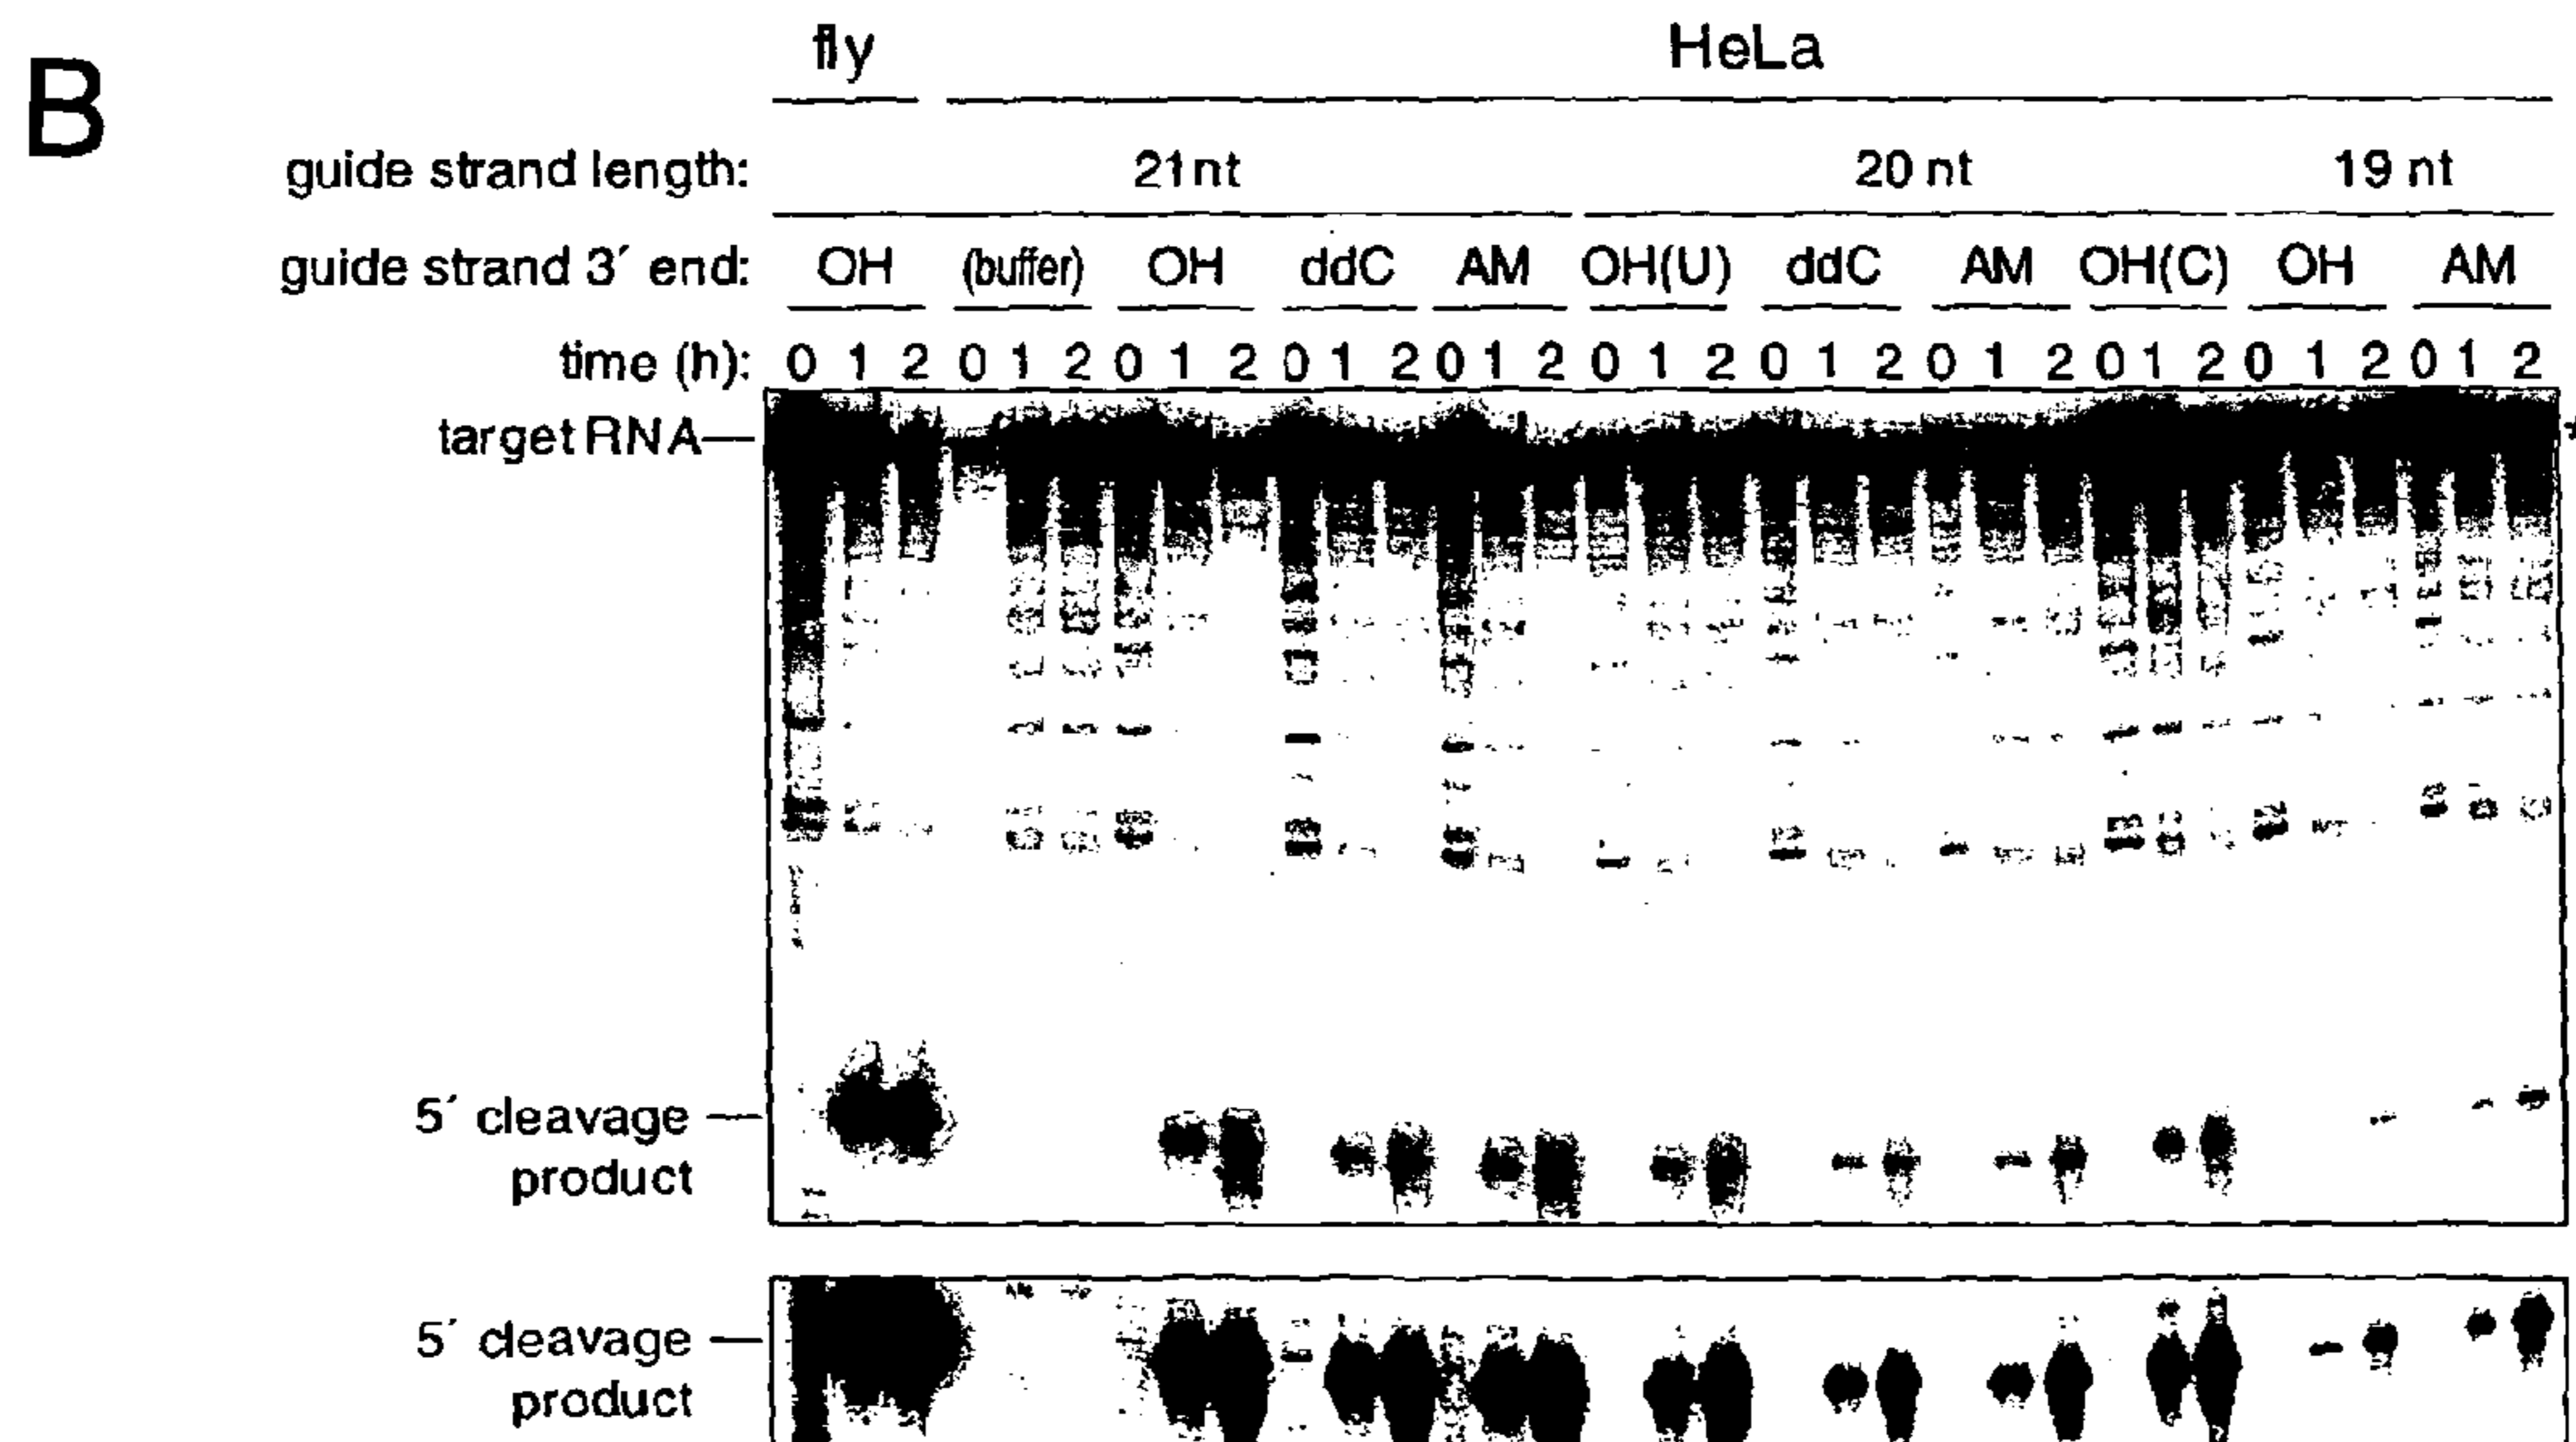 B
fly HeLa
guide strand length: 21nt 20 nt 19 nt
guide strand 3´ end: OH (buffer) OH ddC AM OH(U) ddC AM OH(C) OH AM
time (h): 0 1 2 0 1 2 0 1 2 0 1 2 0 1 2 0 1 2 0 1 2 0 1 2 0 1 2 0 1 2 0 1 2
target RNA
5´ cleavage
product
5´ cleavage
product